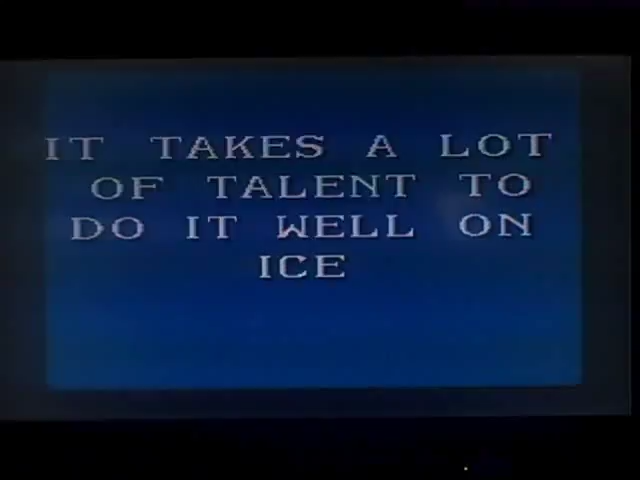 IT TAKES A LOT
OF TALENT TO
DO IT WELL ON
ICE